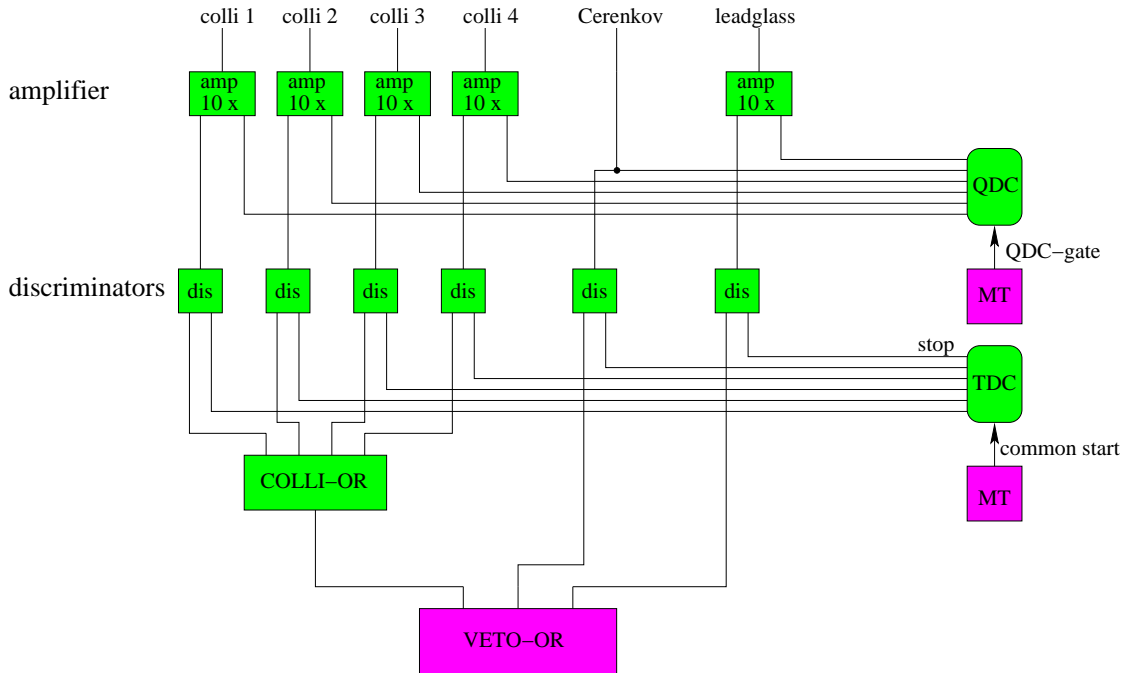 colli 1 colli 2 colli 3 colli 4 Cerenkov leadglass
amplifier
amp
10 x
amp
10 x
amp
10 x
amp
10 x
amp
10 x
QDC
QDC−gate
MT
discriminators
dis dis dis dis dis dis
stop
TDC
common start
MT
COLLI−OR
VETO−OR